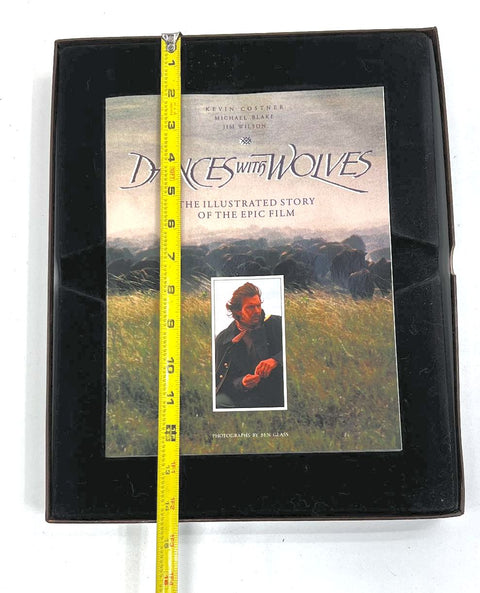 KEVIN COSTNER
MICHAEL BLAKE
JIM WILSON
DANCES WITH WOLVES
THE ILLUSTRATED STORY
OF THE EPIC FILM
PHOTOGRAPHS BY BEN GLASS
1
2
3
4
5
6
7
8
9
10
11